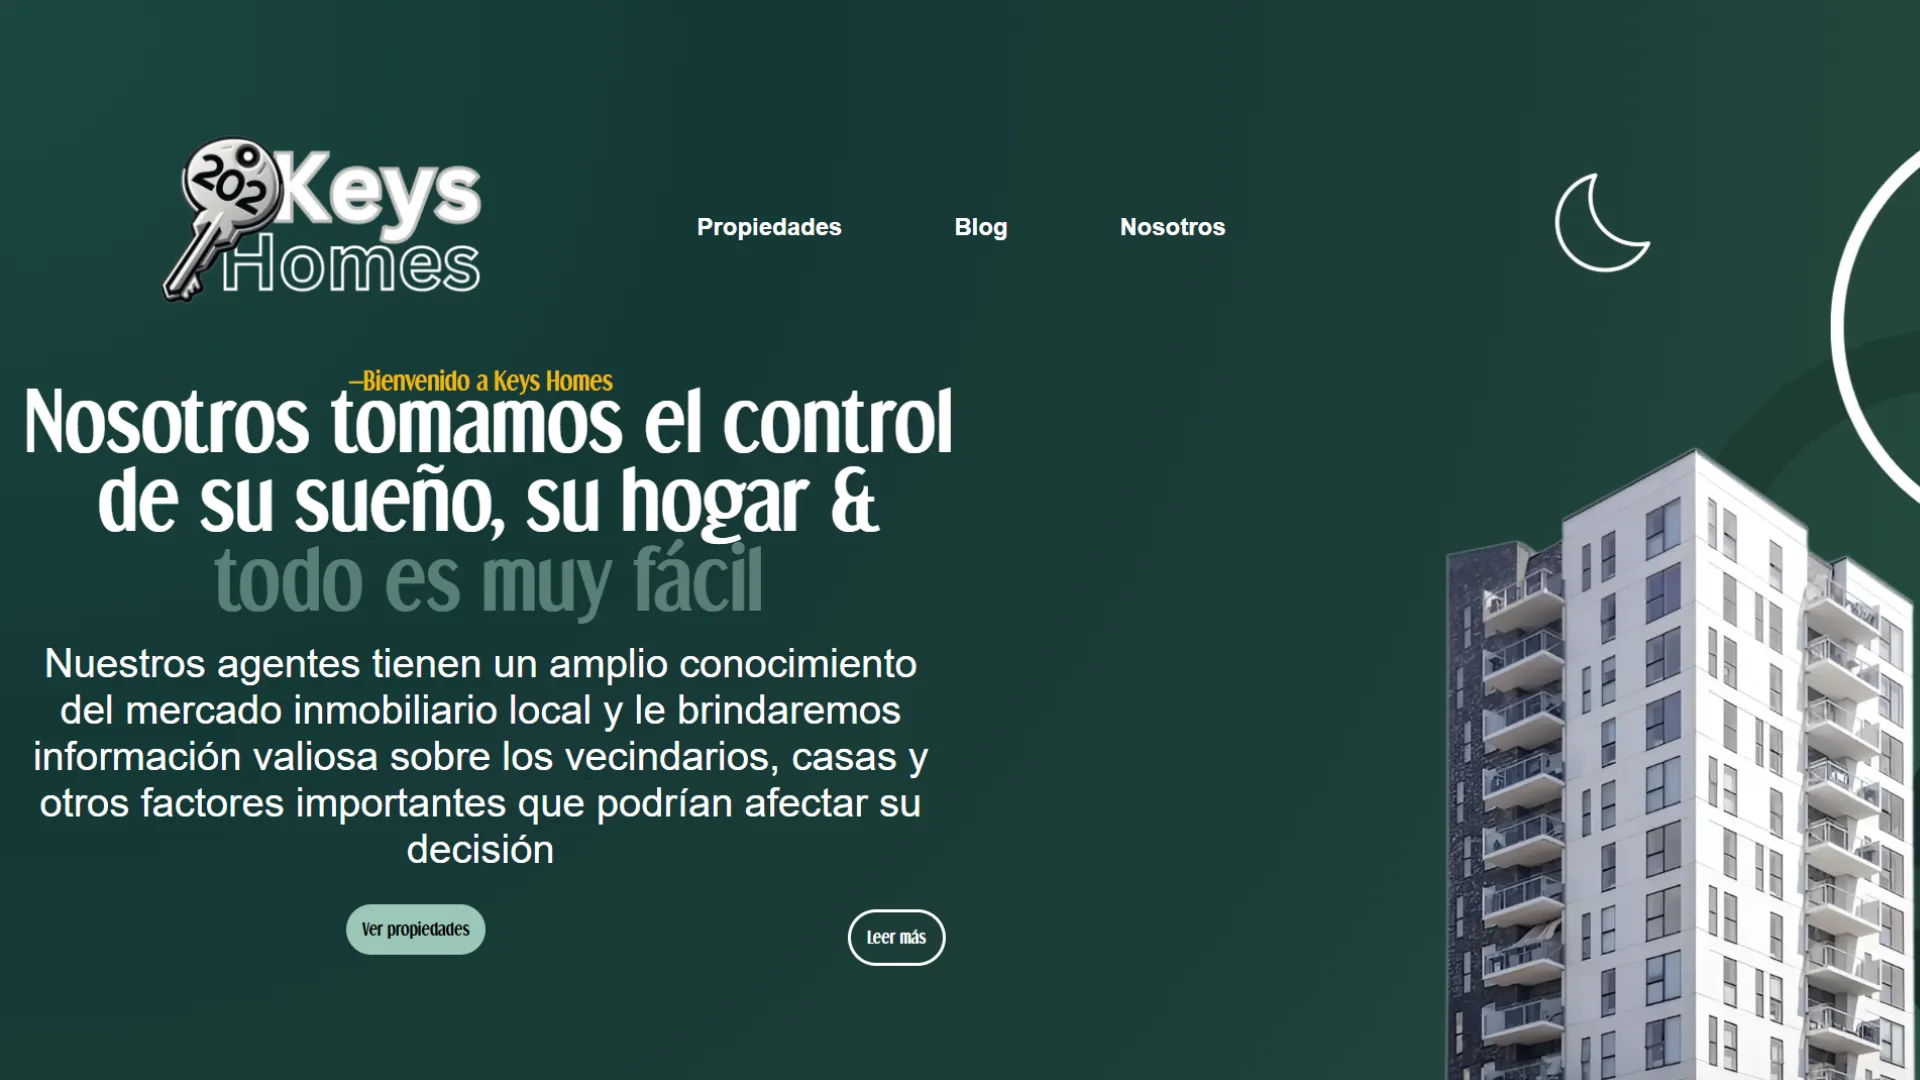 2020
Keys
Homes
Propiedades
Blog
Nosotros
—Bienvenido a Keys Homes
Nosotros tomamos el control
de su sueño, su hogar &
todo es muy fácil
Nuestros agentes tienen un amplio conocimiento
del mercado inmobiliario local y le brindaremos
información valiosa sobre los vecindarios, casas y
otros factores importantes que podrían afectar su
decisión
Ver propiedades
Leer más